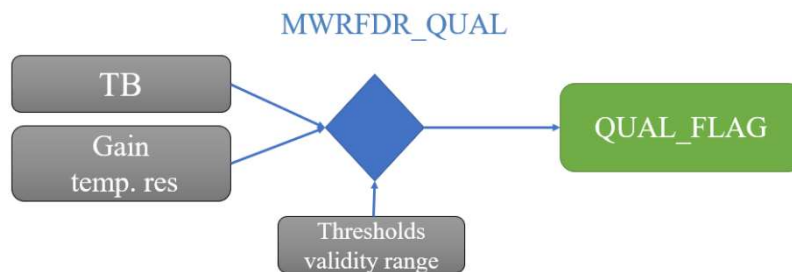 MWRFDR_QUAL
TB
Gain
temp. res
QUAL_FLAG
Thresholds
validity range